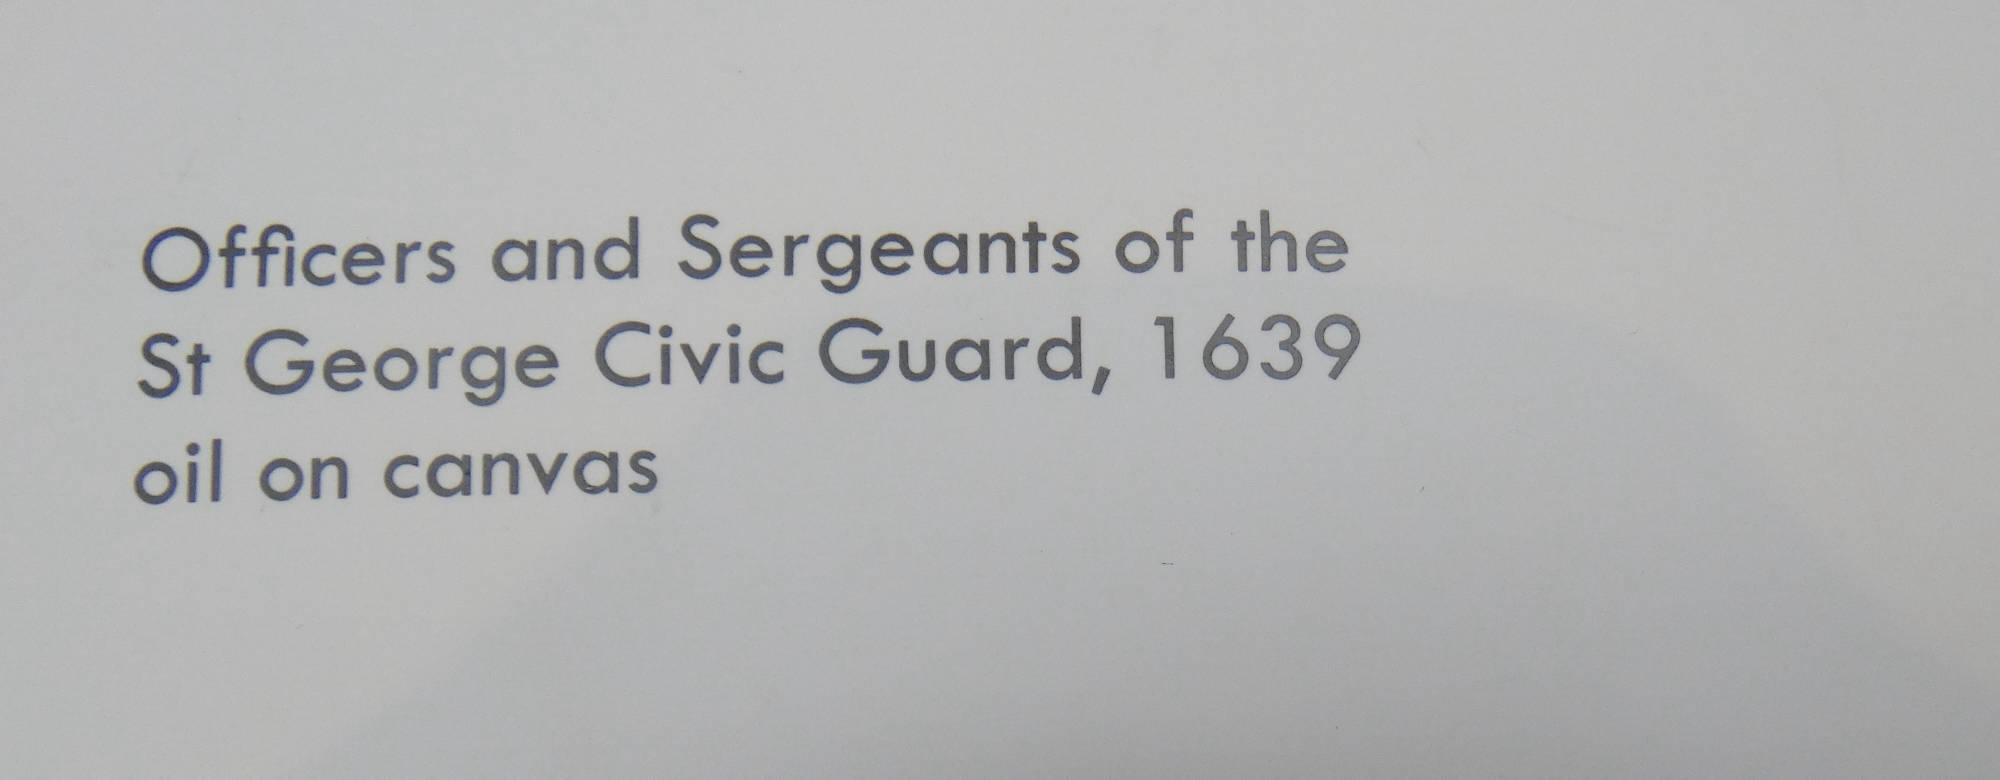 Officers and Sergeants of the
St George Civic Guard, 1639
oil on canvas